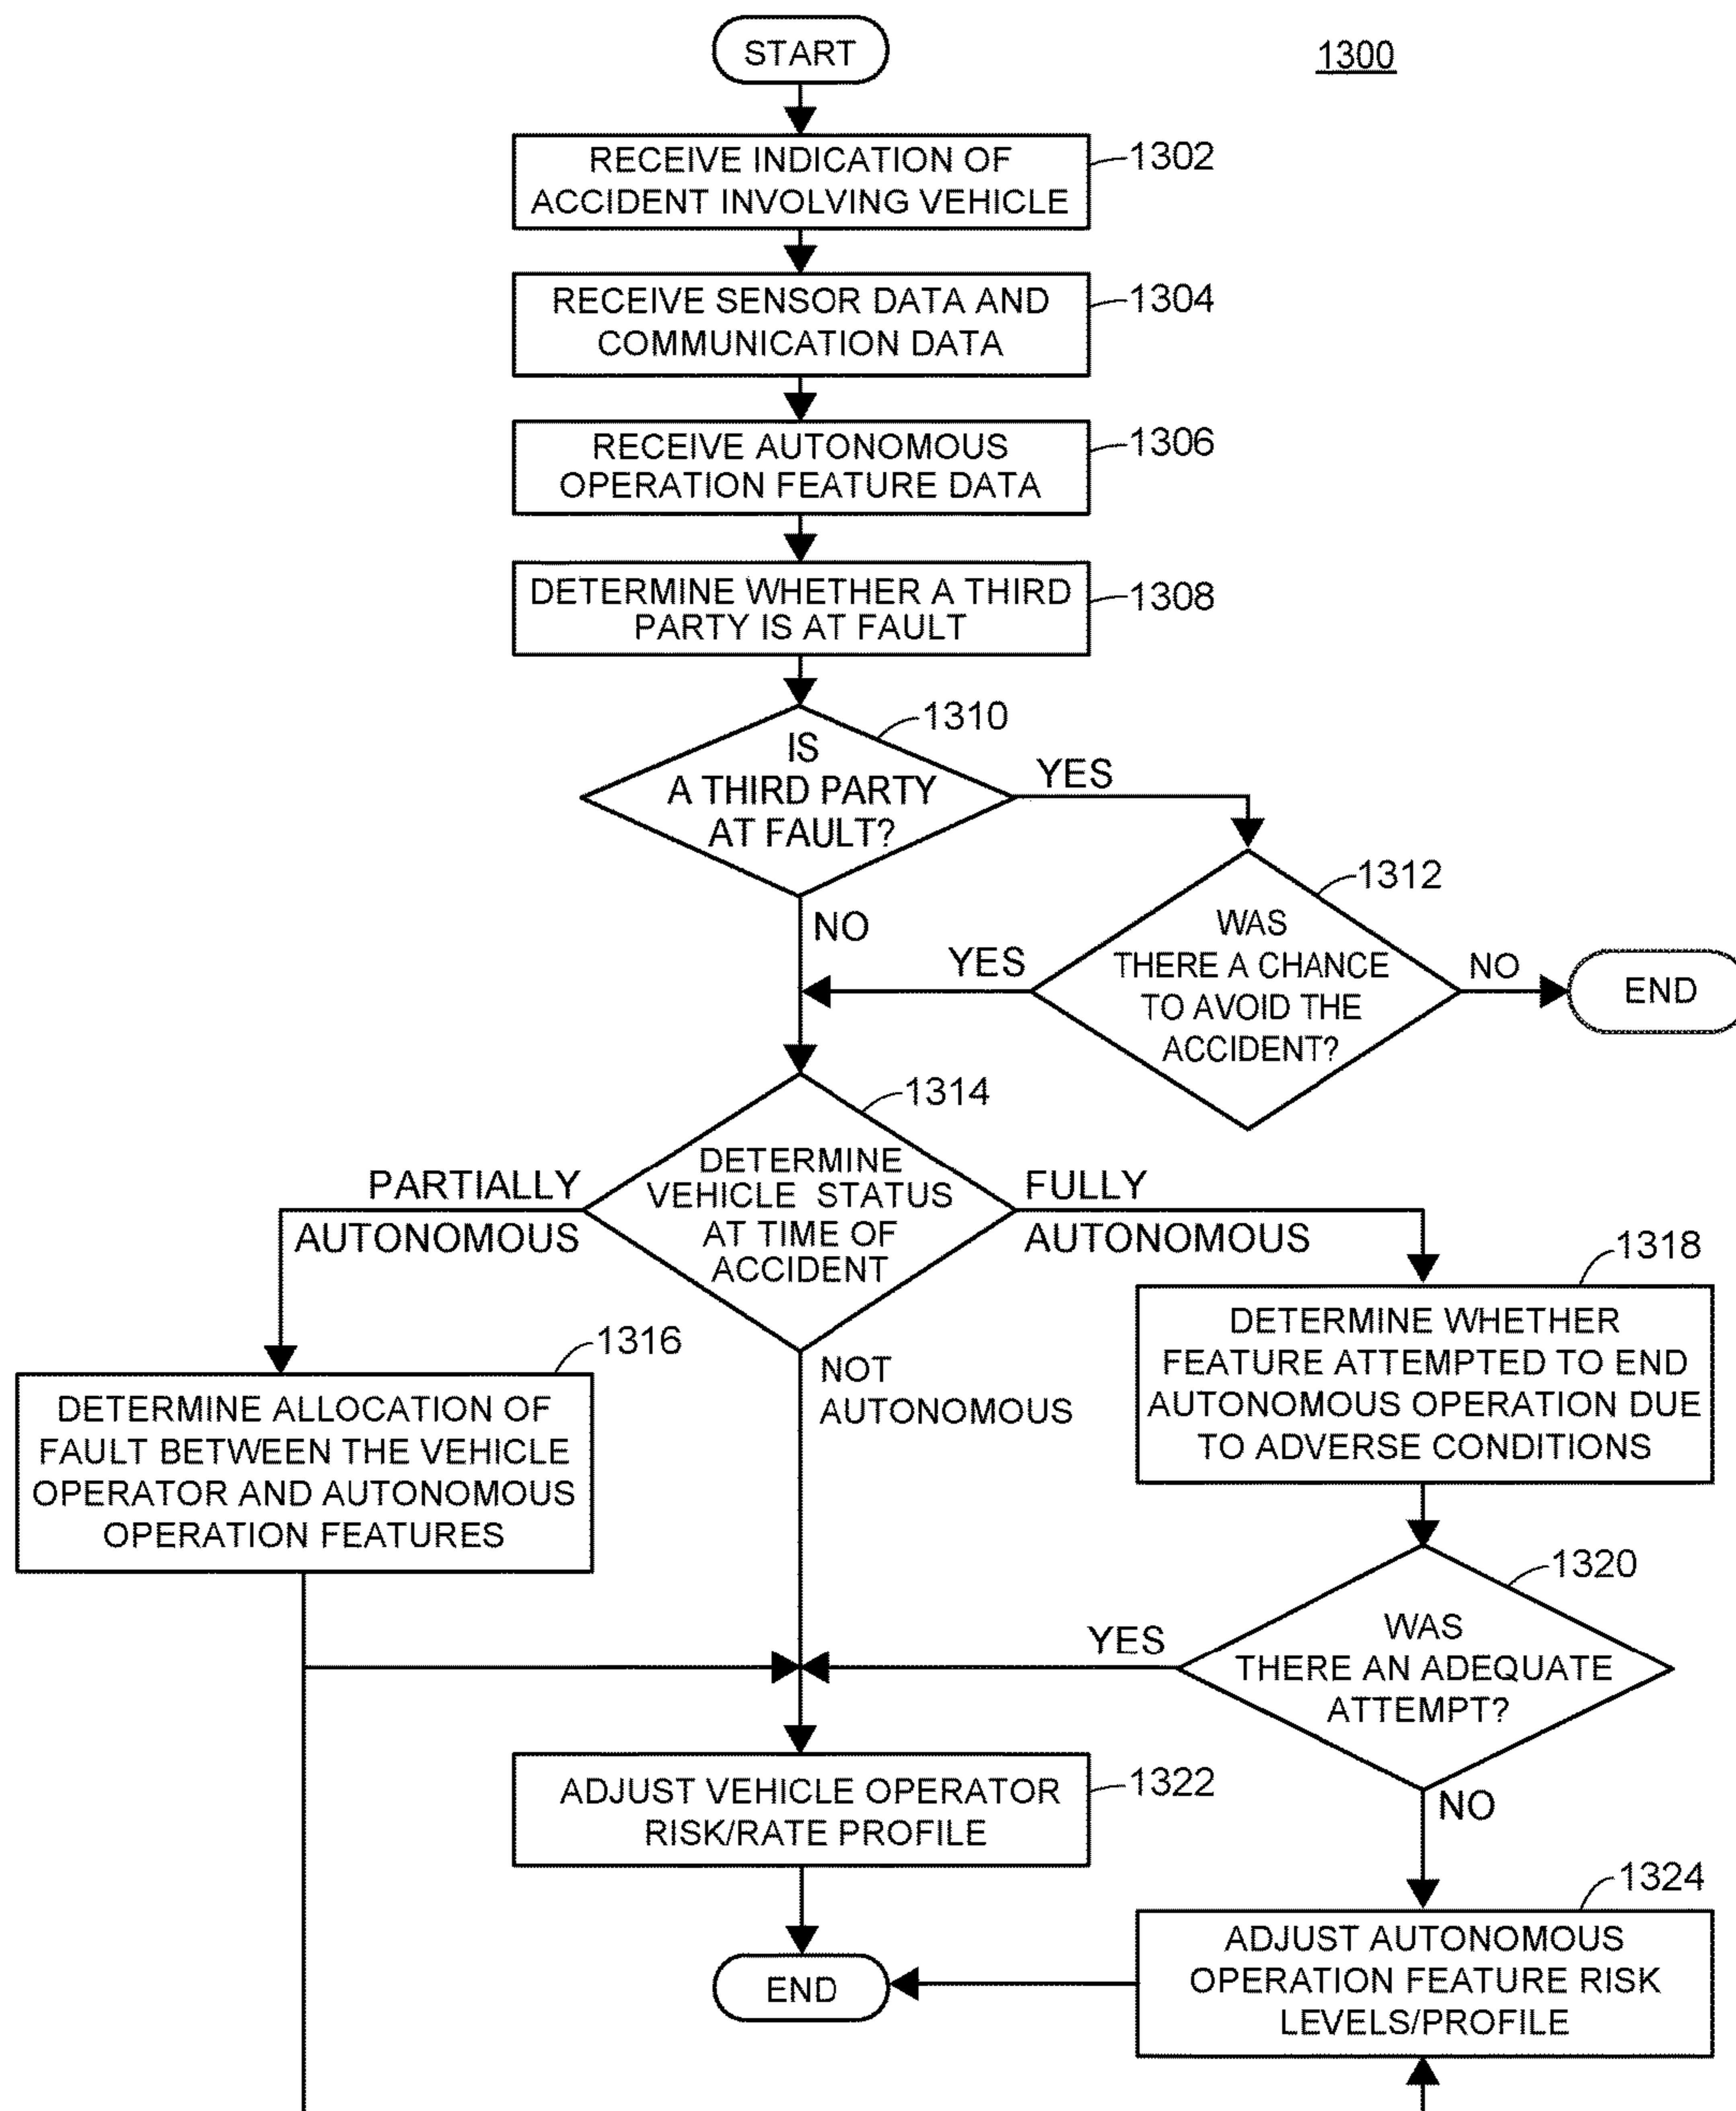 START
1300
RECEIVE INDICATION OF
ACCIDENT INVOLVING VEHICLE
1302
RECEIVE SENSOR DATA AND
COMMUNICATION DATA
1304
RECEIVE AUTONOMOUS
OPERATION FEATURE DATA
1306
DETERMINE WHETHER A THIRD
PARTY IS AT FAULT
1308
1310
IS
A THIRD PARTY
AT FAULT?
YES
NO
1312
WAS
THERE A CHANCE
TO AVOID THE
ACCIDENT?
YES
NO
END
1314
DETERMINE
VEHICLE STATUS
AT TIME OF
ACCIDENT
PARTIALLY
AUTONOMOUS
FULLY
AUTONOMOUS
NOT
AUTONOMOUS
1316
DETERMINE ALLOCATION OF
FAULT BETWEEN THE VEHICLE
OPERATOR AND AUTONOMOUS
OPERATION FEATURES
1318
DETERMINE WHETHER
FEATURE ATTEMPTED TO END
AUTONOMOUS OPERATION DUE
TO ADVERSE CONDITIONS
1320
WAS
THERE AN ADEQUATE
ATTEMPT?
YES
NO
ADJUST VEHICLE OPERATOR
RISK/RATE PROFILE
1322
1324
ADJUST AUTONOMOUS
OPERATION FEATURE RISK
LEVELS/PROFILE
END